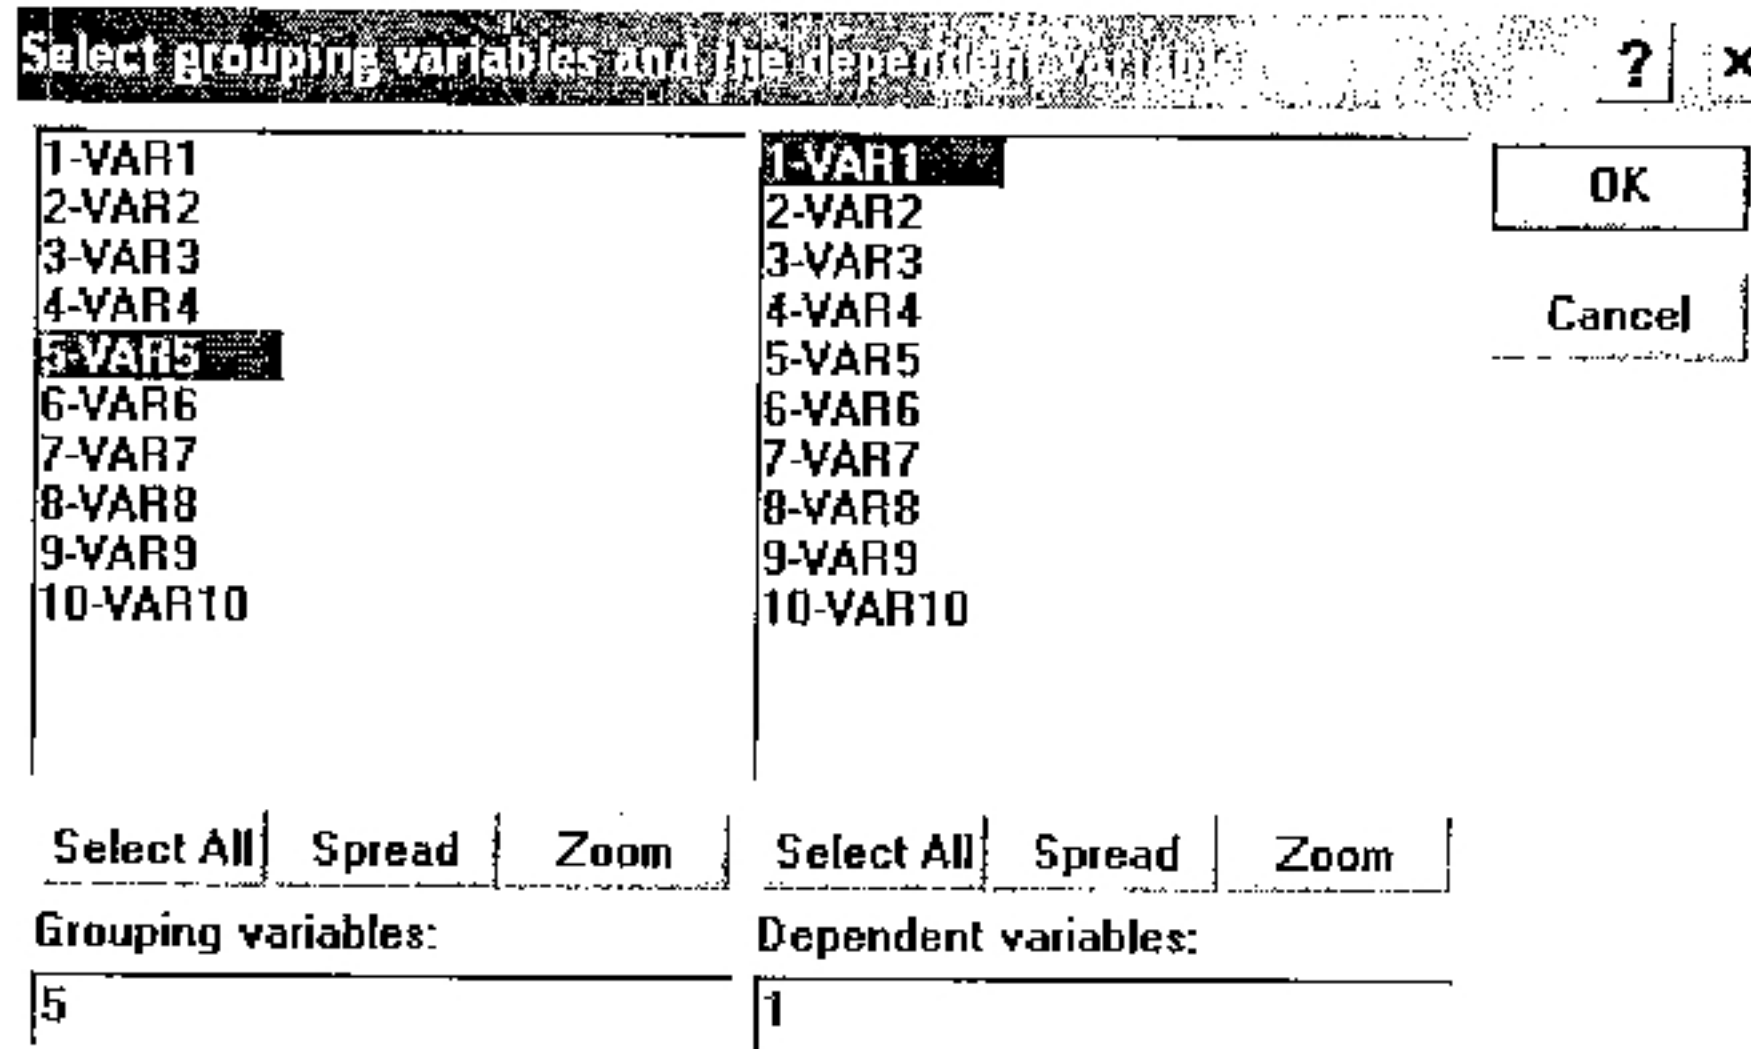 Select grouping variables and the dependent variable
? ×
1-VAR1
2-VAR2
3-VAR3
4-VAR4
5-VAR5
6-VAR6
7-VAR7
8-VAR8
9-VAR9
10-VAR10
1-VAR1
2-VAR2
3-VAR3
4-VAR4
5-VAR5
6-VAR6
7-VAR7
8-VAR8
9-VAR9
10-VAR10
OK
Cancel
Select All Spread Zoom
Select All Spread Zoom
Grouping variables:
5
Dependent variables:
1